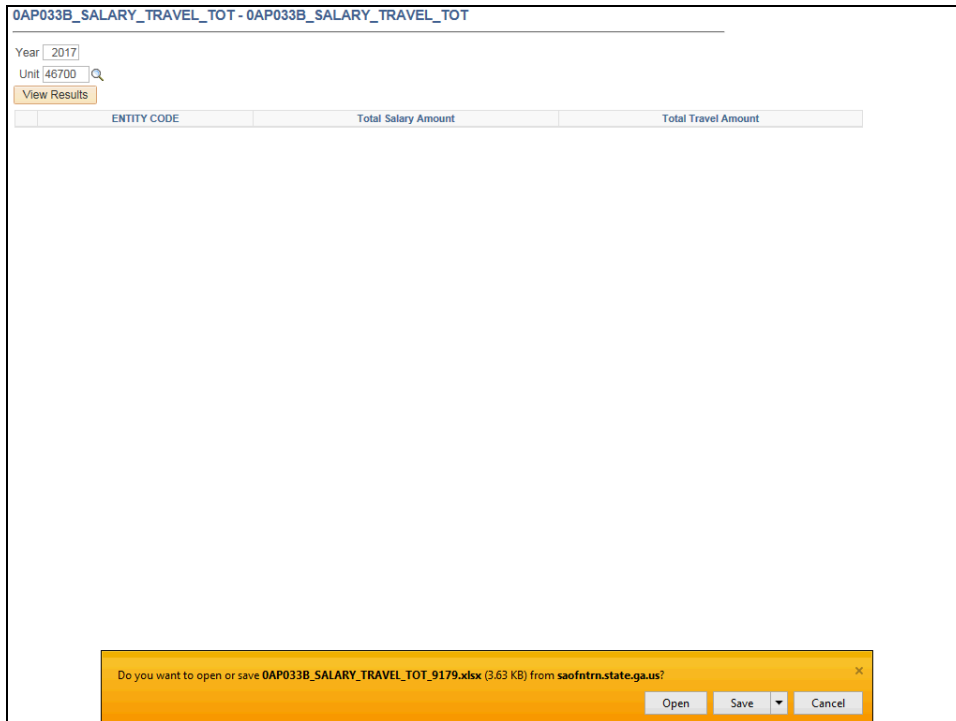 0AP033B_SALARY_TRAVEL_TOT - 0AP033B_SALARY_TRAVEL_TOT
Year 2017
Unit 46700
View Results
ENTITY CODE Total Salary Amount Total Travel Amount
Do you want to open or save 0AP033B_SALARY_TRAVEL_TOT_9179.xlsx (3.63 KB) from saofntrn.state.ga.us?
Open Save Cancel